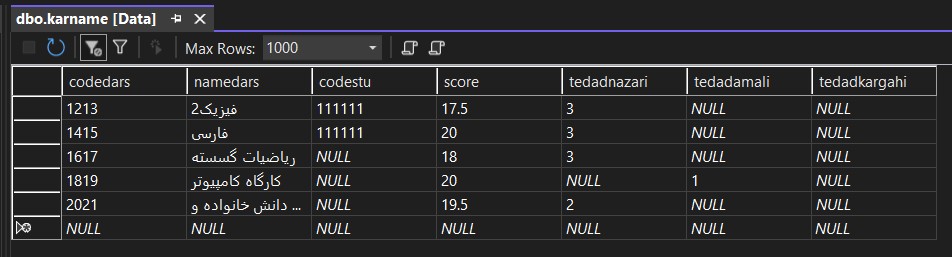 dbo.karname [Data]
Max Rows: 1000
codedars namedars codestu score tedadnazari tedadamali tedadkargahi
1213 فیزیک2 111111 17.5 3 NULL NULL
1415 فارسی 111111 20 3 NULL NULL
1617 ریاضیات گسسته NULL 18 3 NULL NULL
1819 کارگاه کامپیوتر NULL 20 NULL 1 NULL
2021 دانش خانواده و ... NULL 19.5 2 NULL NULL
NULL NULL NULL NULL NULL NULL NULL